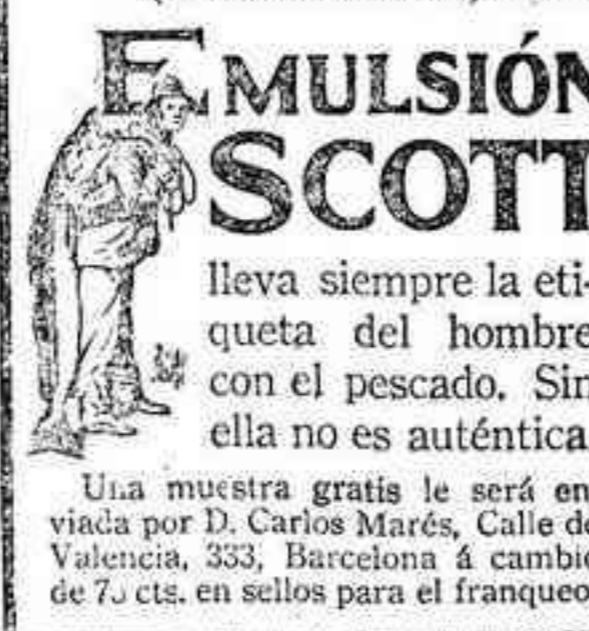 EMULSIÓN
SCOTT
lleva siempre la eti-
queta del hombre
con el pescado. Sin
ella no es auténtica
Una muestra gratis le será en
viada por D. Carlos Marés, Calle de
Valencia, 333, Barcelona á cambio
de cts. en sellos para el franqueo